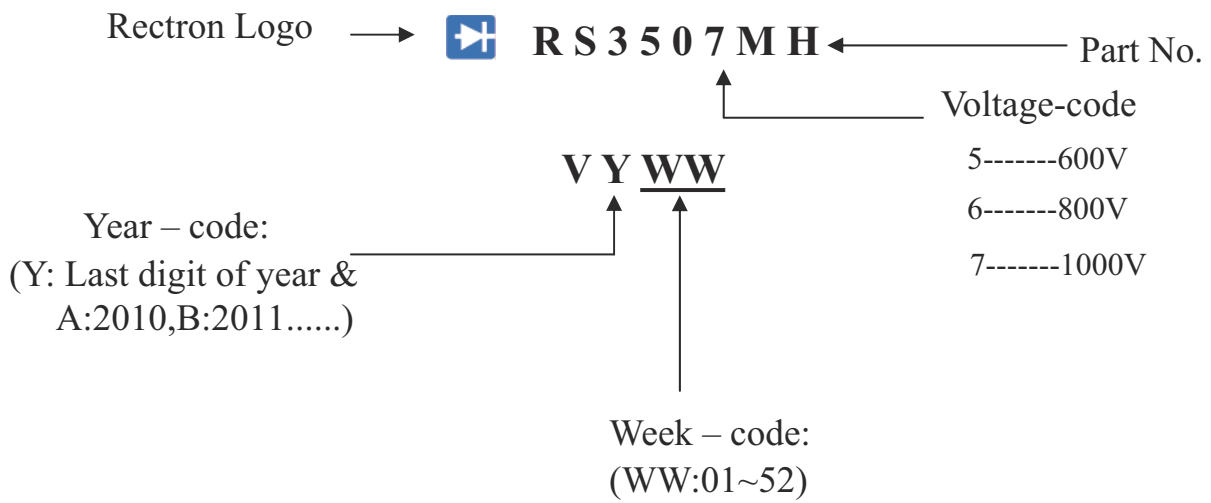 Rectron Logo
R S 3 5 0 7 M H
Part No.
Voltage-code
5-------600V
6-------800V
7-------1000V
V Y WW
Year – code:
(Y: Last digit of year &
A:2010,B:2011......)
Week – code:
(WW:01~52)